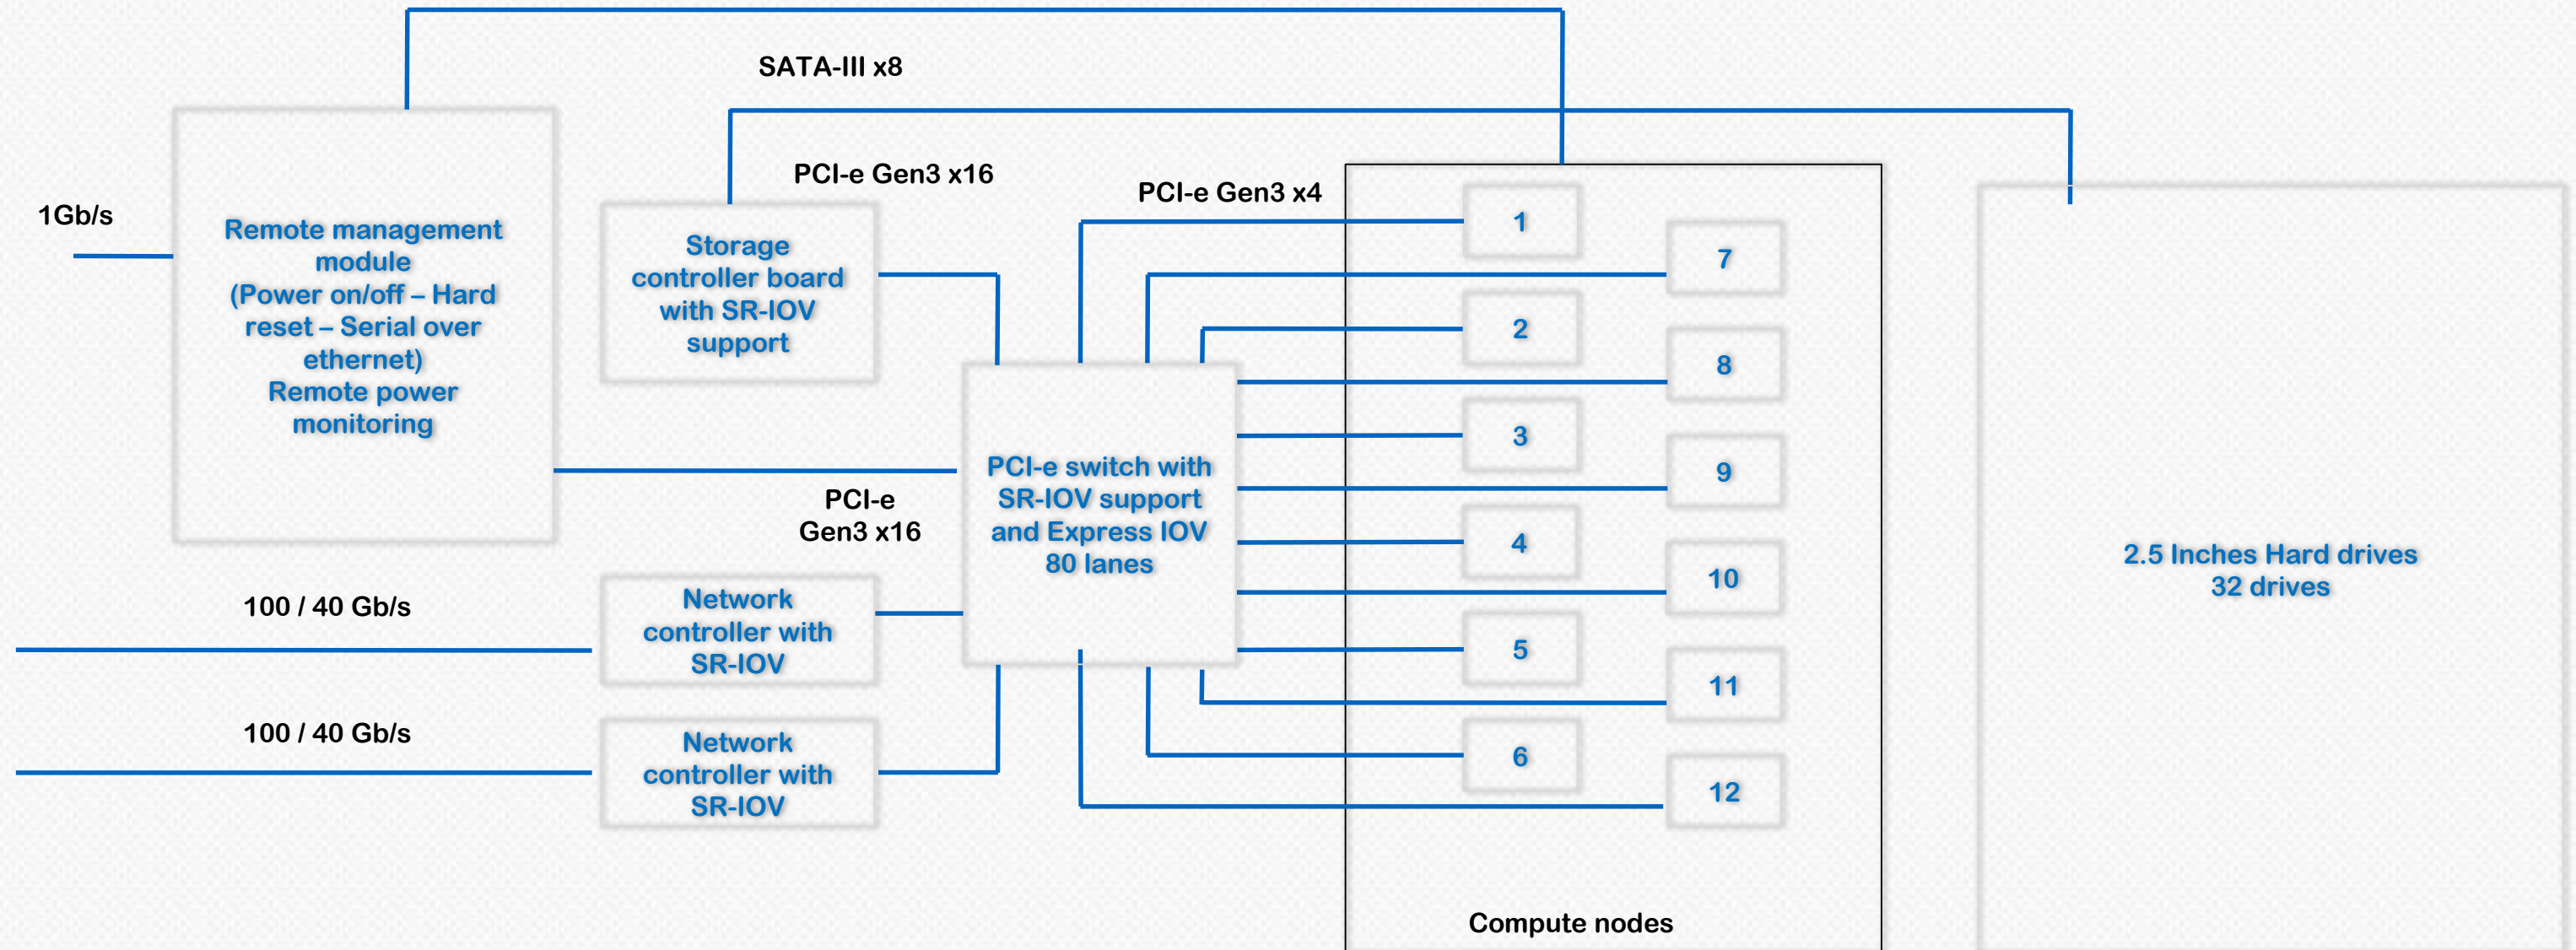 SATA-III x8
PCI-e Gen3 x16
PCI-e Gen3 x4
1Gb/s
Remote management
module
(Power on/off – Hard
reset – Serial over
ethernet)
Remote power
monitoring
Storage
controller board
with SR-IOV
support
PCI-e
Gen3 x16
PCI-e switch with
SR-IOV support
and Express IOV
80 lanes
100 / 40 Gb/s
Network
controller with
SR-IOV
100 / 40 Gb/s
Network
controller with
SR-IOV
1
7
2
8
3
9
4
10
5
11
6
12
Compute nodes
2.5 Inches Hard drives
32 drives